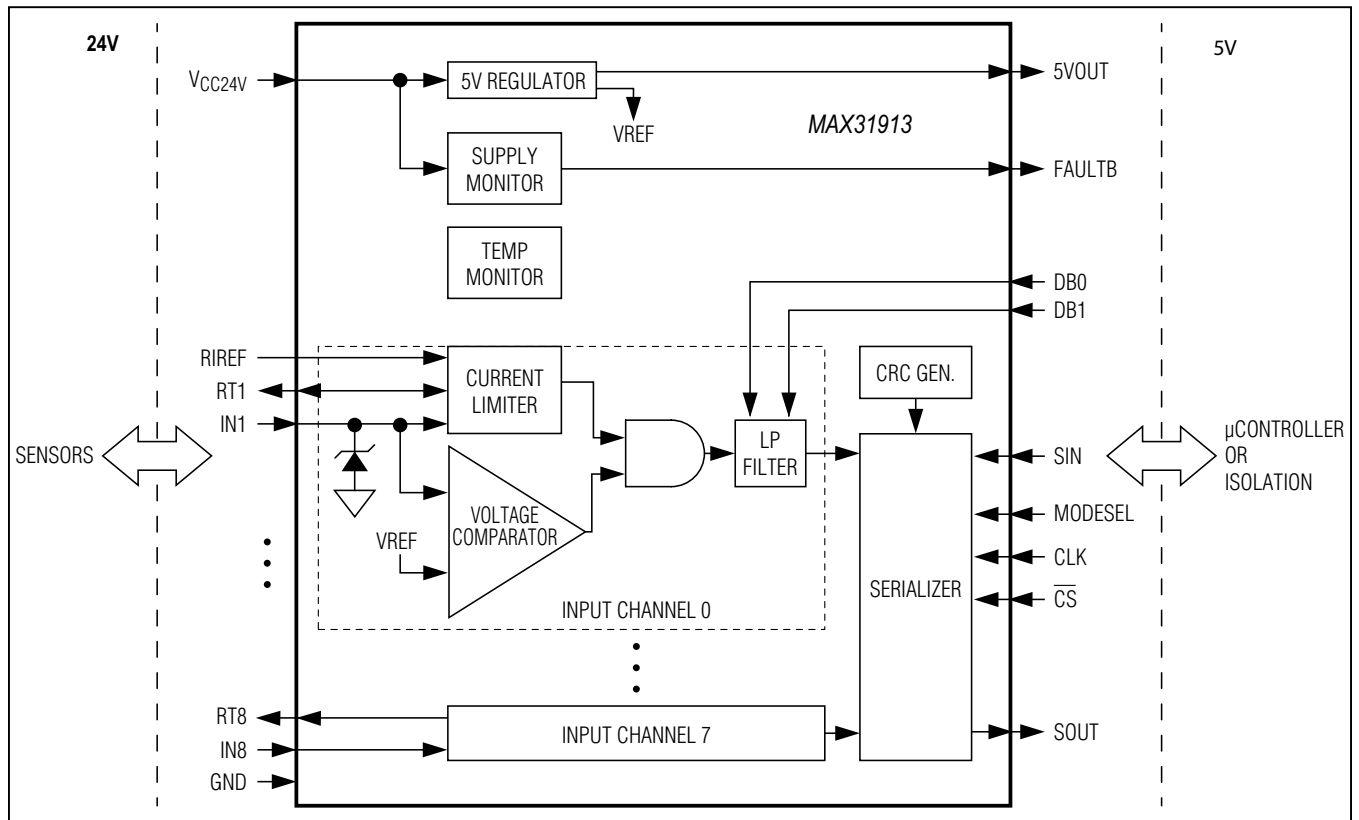 24V
5V
VCC24V
5V REGULATOR
5VOUT
VREF
MAX31913
SUPPLY
MONITOR
FAULTB
TEMP
MONITOR
DB0
DB1
RIREF
RT1
IN1
CURRENT
LIMITER
CRC GEN.
LP
FILTER
SENSORS
VOLTAGE
COMPARATOR
VREF
INPUT CHANNEL 0
SERIALIZER
SIN
MODESEL
CLK
CS
µCONTROLLER
OR
ISOLATION
RT8
IN8
GND
INPUT CHANNEL 7
SOUT